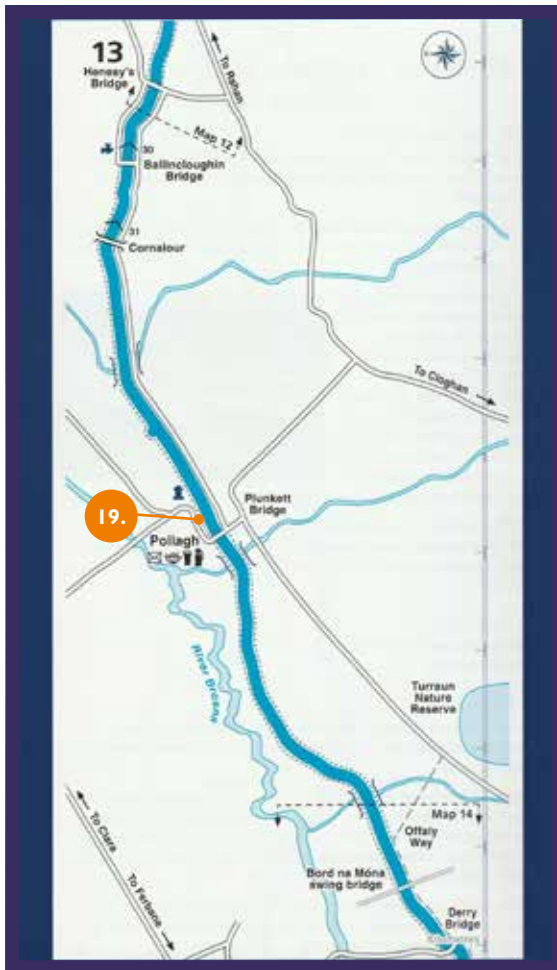 13
Henesy's
Bridge
To Rahan
Map 12
30
Ballincloughin
Bridge
31
Cornalour
To Cloghan
Plunkett
Bridge
19.
Pollagh
River Brosna
Turraun
Nature
Reserve
Map 14
Offaly
Way
To Clara
To Ferbane
Bord na Móna
swing bridge
Derry
Bridge